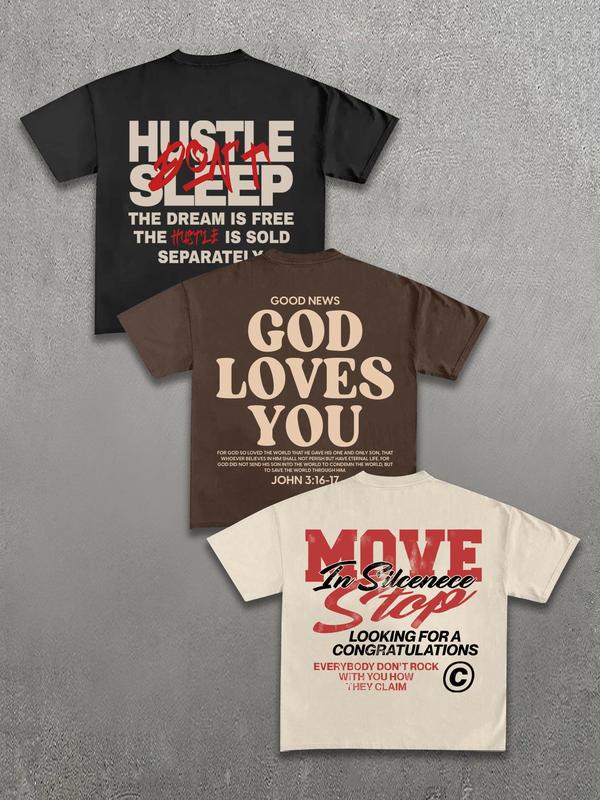 HUSTLE
DON'T
SLEEP
THE DREAM IS FREE
THE HUSTLE IS SOLD
SEPARATELY
GOOD NEWS
GOD
LOVES
YOU
FOR GOD SO LOVED THE WORLD THAT HE GAVE HIS ONE AND ONLY SON, THAT
WHOEVER BELIEVES IN HIM SHALL NOT PERISH BUT HAVE ETERNAL LIFE. FOR
GOD DID NOT SEND HIS SON INTO THE WORLD TO CONDEMN THE WORLD, BUT
TO SAVE THE WORLD THROUGH HIM.
JOHN 3:16-17
MOVE
In Silcenece
Stop
LOOKING FOR A
CONGRATULATIONS
EVERYBODY DON'T ROCK
WITH YOU HOW
THEY CLAIM
©